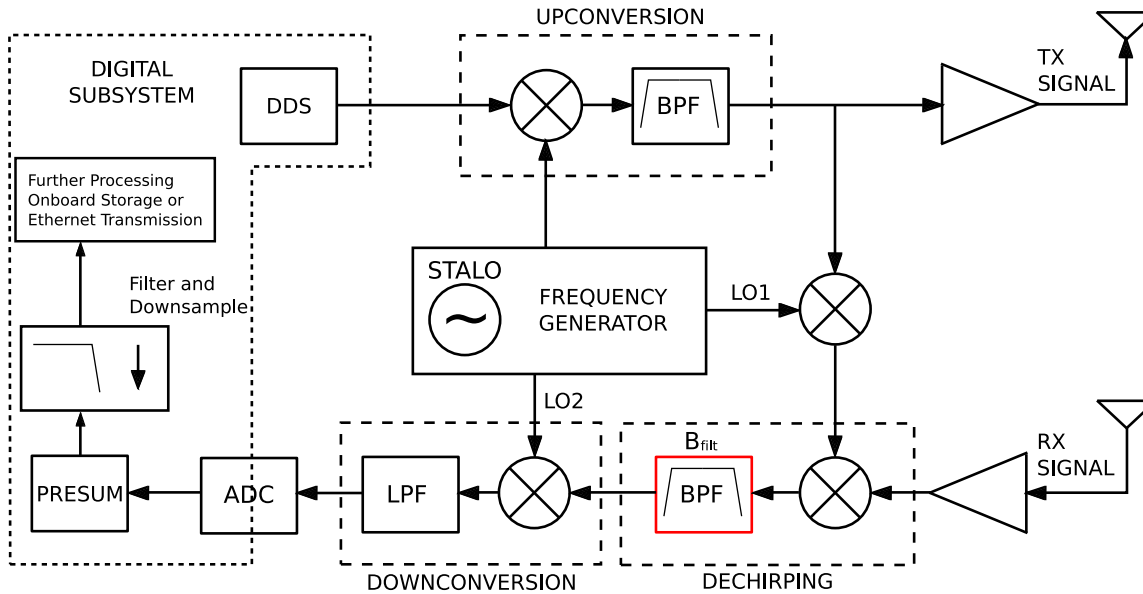 UPCONVERSION
DIGITAL
SUBSYSTEM
DDS
BPF
TX
SIGNAL
Further Processing
Onboard Storage or
Ethernet Transmission
STALO
~
FREQUENCY
GENERATOR
LO1
Filter and
Downsample
LO2
Bfilt
RX
SIGNAL
PRESUM
ADC
LPF
BPF
DOWNCONVERSION
DECHIRPING